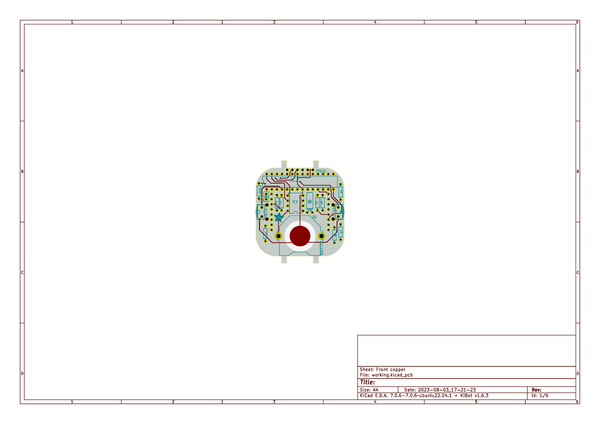 1 2 3 4 5 6
A A
B B
C C
D D
Sheet: Front copper
File: working.kicad_pcb
Title:
Size: A4 Date: 2023-08-03_17-21-23 Rev:
KiCad E.D.A. 7.0.6-7.0.6~ubuntu22.04.1 + KiBot v1.6.3 Id: 1/6
1 2 3 4 5 6